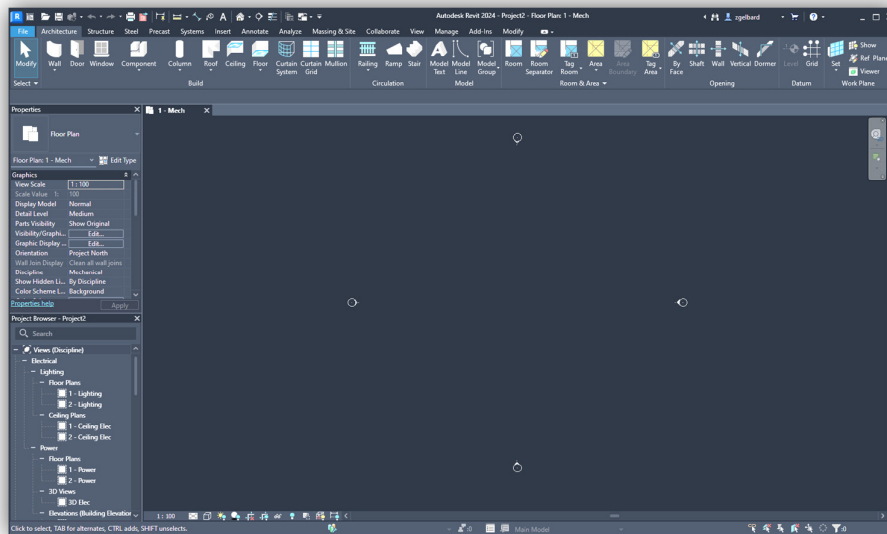 Autodesk Revit 2024 - Project2 - Floor Plan: 1 - Mech
zgelbard
File Architecture Structure Steel Precast Systems Insert Annotate Analyze Massing & Site Collaborate View Manage Add-Ins Modify
Modify Wall Door Window Component Column Roof Ceiling Floor Curtain System Curtain Grid Mullion Railing Ramp Stair Model Text Model Line Model Group Room Room Separator Tag Room Area Area Boundary Tag Area By Face Shaft Wall Vertical Dormer Level Grid Set Show Ref Plane Viewer
Select Build Circulation Model Room & Area Opening Datum Work Plane
Properties
1 - Mech
Floor Plan
Floor Plan: 1 - Mech Edit Type
Graphics
View Scale 1 : 100
Scale Value 1: 100
Display Model Normal
Detail Level Medium
Parts Visibility Show Original
Visibility/Graphi... Edit...
Graphic Display ... Edit...
Orientation Project North
Wall Join Display Clean all wall joins
Discipline Mechanical
Show Hidden Li... By Discipline
Color Scheme L... Background
Properties help Apply
Project Browser - Project2
Search
Views (Discipline)
Electrical
Lighting
Floor Plans
1 - Lighting
2 - Lighting
Ceiling Plans
1 - Ceiling Elec
2 - Ceiling Elec
Power
Floor Plans
1 - Power
2 - Power
3D Views
3D Elec
Elevations (Building Elevation
1 : 100
Click to select, TAB for alternates, CTRL adds, SHIFT unselects.
:0
Main Model
:0